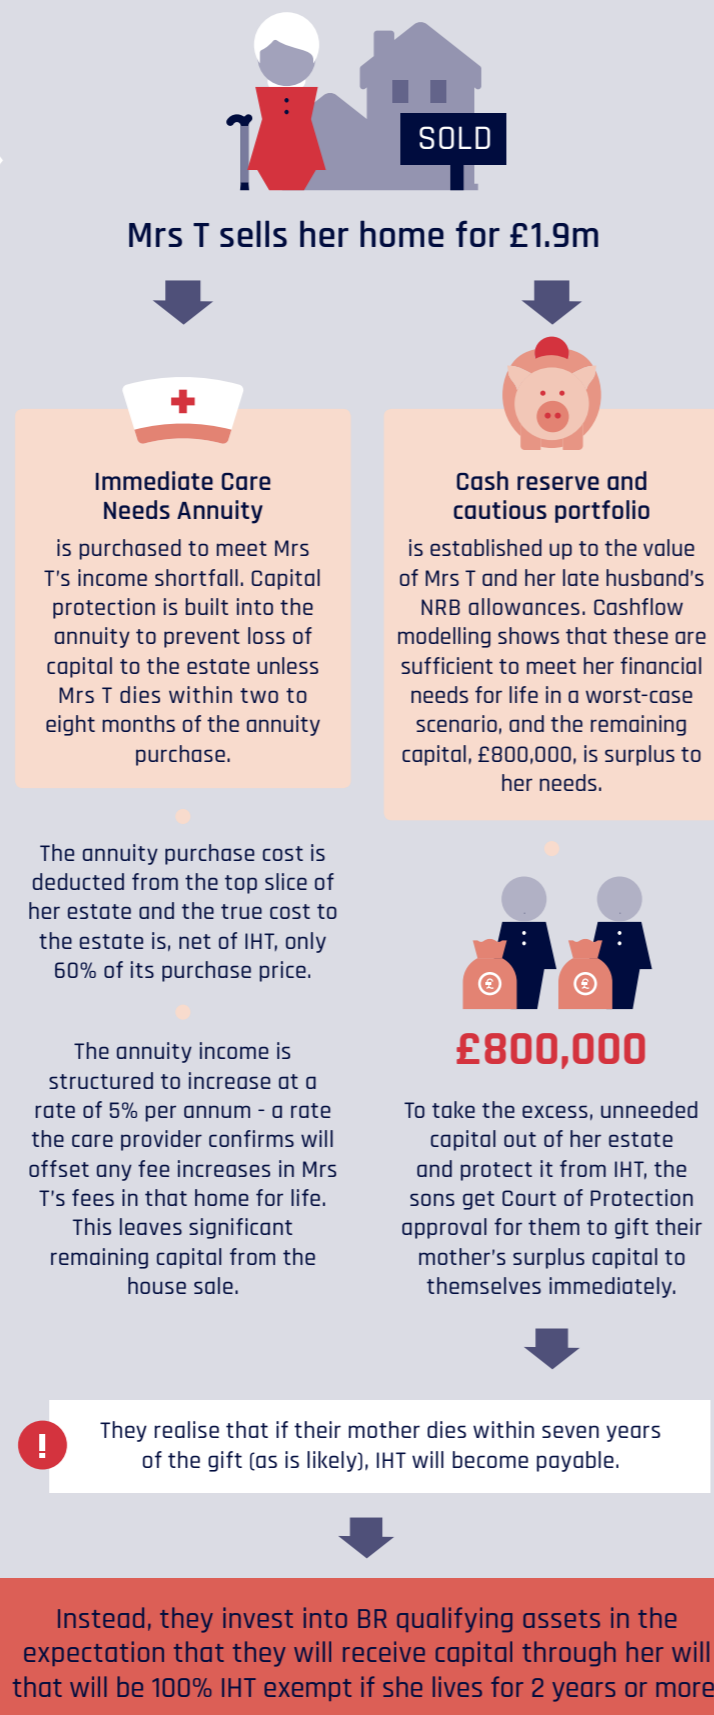 SOLD
Mrs T sells her home for £1.9m
Immediate Care
Needs Annuity
is purchased to meet Mrs
T's income shortfall. Capital
protection is built into the
annuity to prevent loss of
capital to the estate unless
Mrs T dies within two to
eight months of the annuity
purchase.
The annuity purchase cost is
deducted from the top slice of
her estate and the true cost to
the estate is, net of IHT, only
60% of its purchase price.
The annuity income is
structured to increase at a
rate of 5% per annum - a rate
the care provider confirms will
offset any fee increases in Mrs
T's fees in that home for life.
This leaves significant
remaining capital from the
house sale.
Cash reserve and
cautious portfolio
is established up to the value
of Mrs T and her late husband's
NRB allowances. Cashflow
modelling shows that these are
sufficient to meet her financial
needs for life in a worst-case
scenario, and the remaining
capital, £800,000, is surplus to
her needs.
£
£
£800,000
To take the excess, unneeded
capital out of her estate
and protect it from IHT, the
sons get Court of Protection
approval for them to gift their
mother's surplus capital to
themselves immediately.
!
They realise that if their mother dies within seven years
of the gift (as is likely), IHT will become payable.
Instead, they invest into BR qualifying assets in the
expectation that they will receive capital through her will
that will be 100% IHT exempt if she lives for 2 years or more